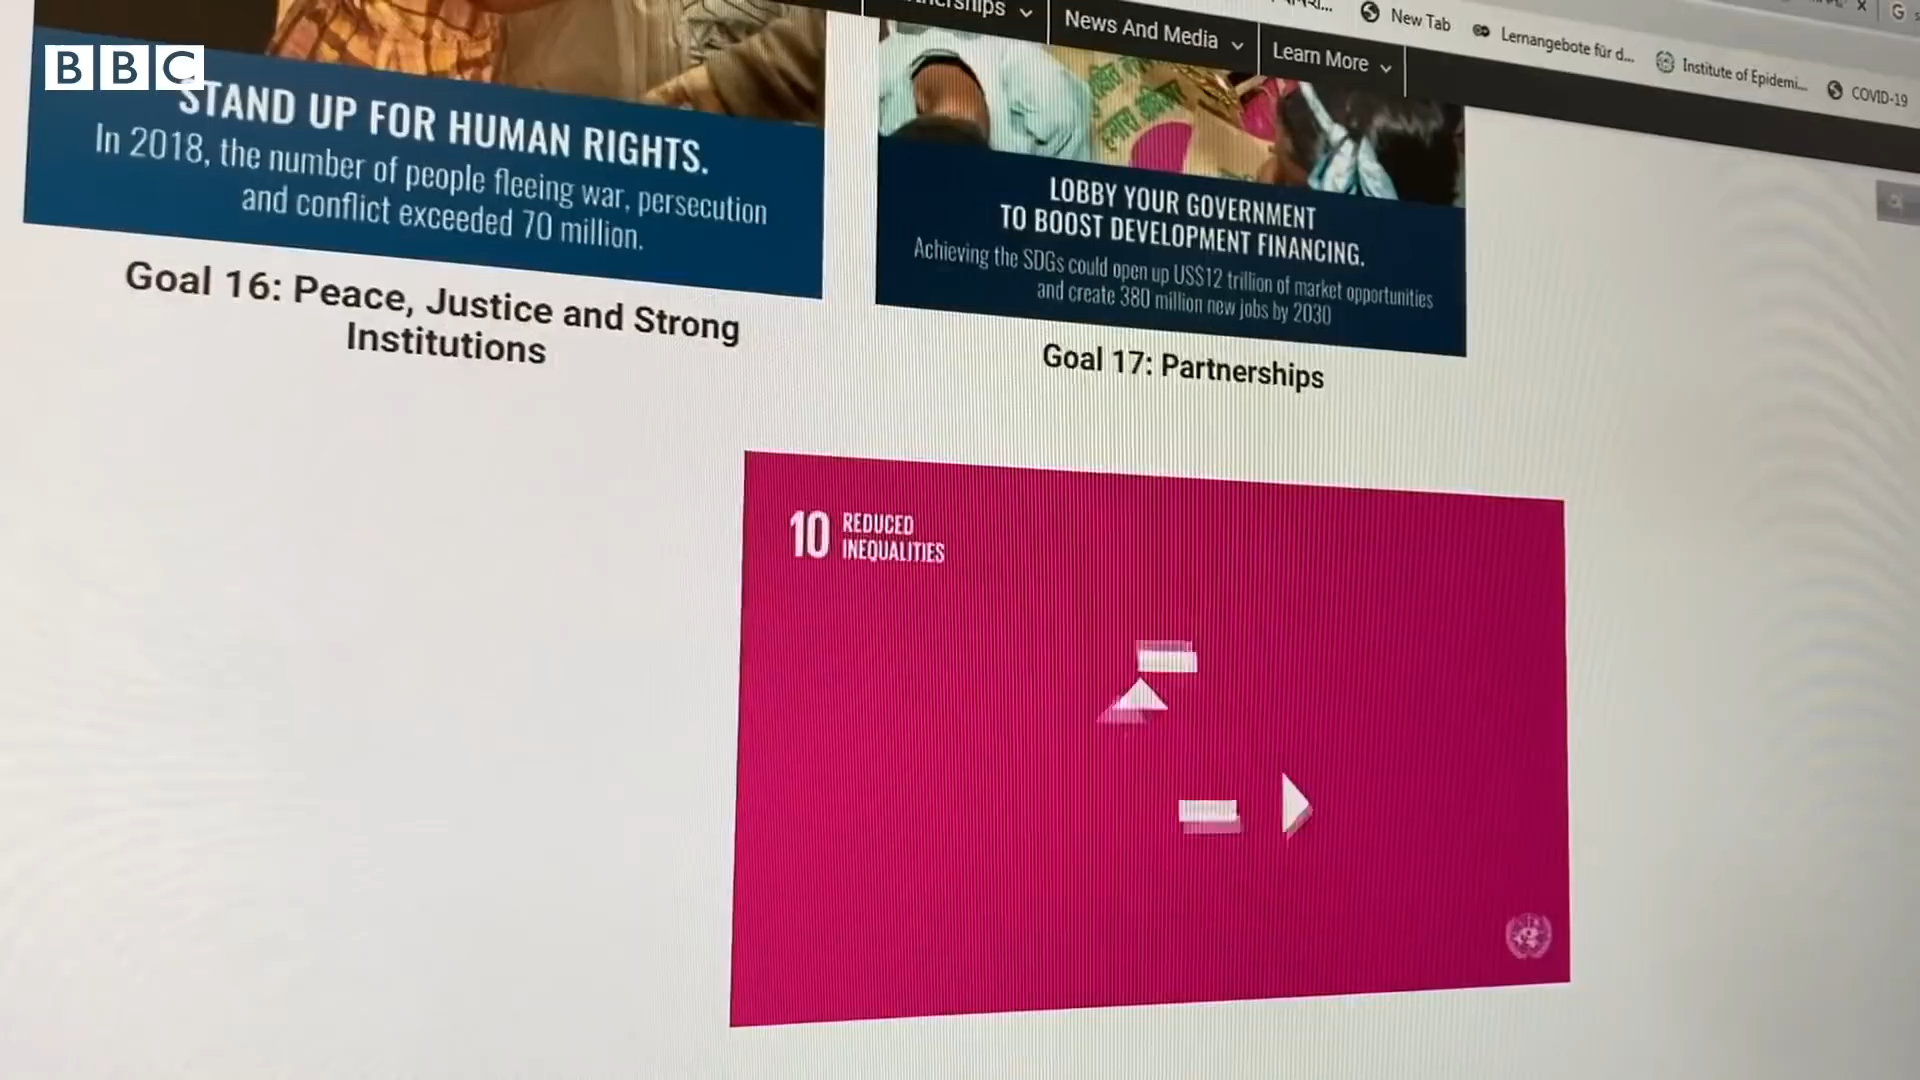 BBC
News And Media
Learn More
New Tab
Lernangebote für d...
Institute of Epidemi...
COVID-19
STAND UP FOR HUMAN RIGHTS.
In 2018, the number of people fleeing war, persecution
and conflict exceeded 70 million.
Goal 16: Peace, Justice and Strong
Institutions
LOBBY YOUR GOVERNMENT
TO BOOST DEVELOPMENT FINANCING.
Achieving the SDGs could open up US$12 trillion of market opportunities
and create 380 million new jobs by 2030
Goal 17: Partnerships
10 REDUCED
INEQUALITIES